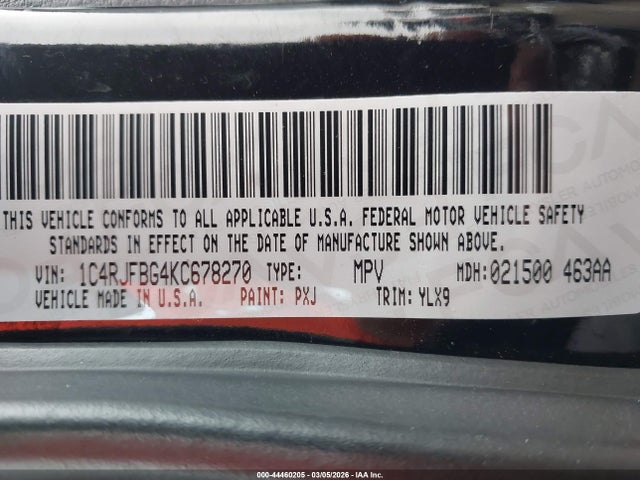 THIS VEHICLE CONFORMS TO ALL APPLICABLE U.S.A. FEDERAL MOTOR VEHICLE SAFETY
STANDARDS IN EFFECT ON THE DATE OF MANUFACTURE SHOWN ABOVE.
VIN: 1C4RJFBG4KC678270 TYPE: MPV MDH:021500 463AA
VEHICLE MADE IN U.S.A. PAINT: PXJ TRIM: YLX9
000-44460205 - 03/05/2026 - IAA Inc.